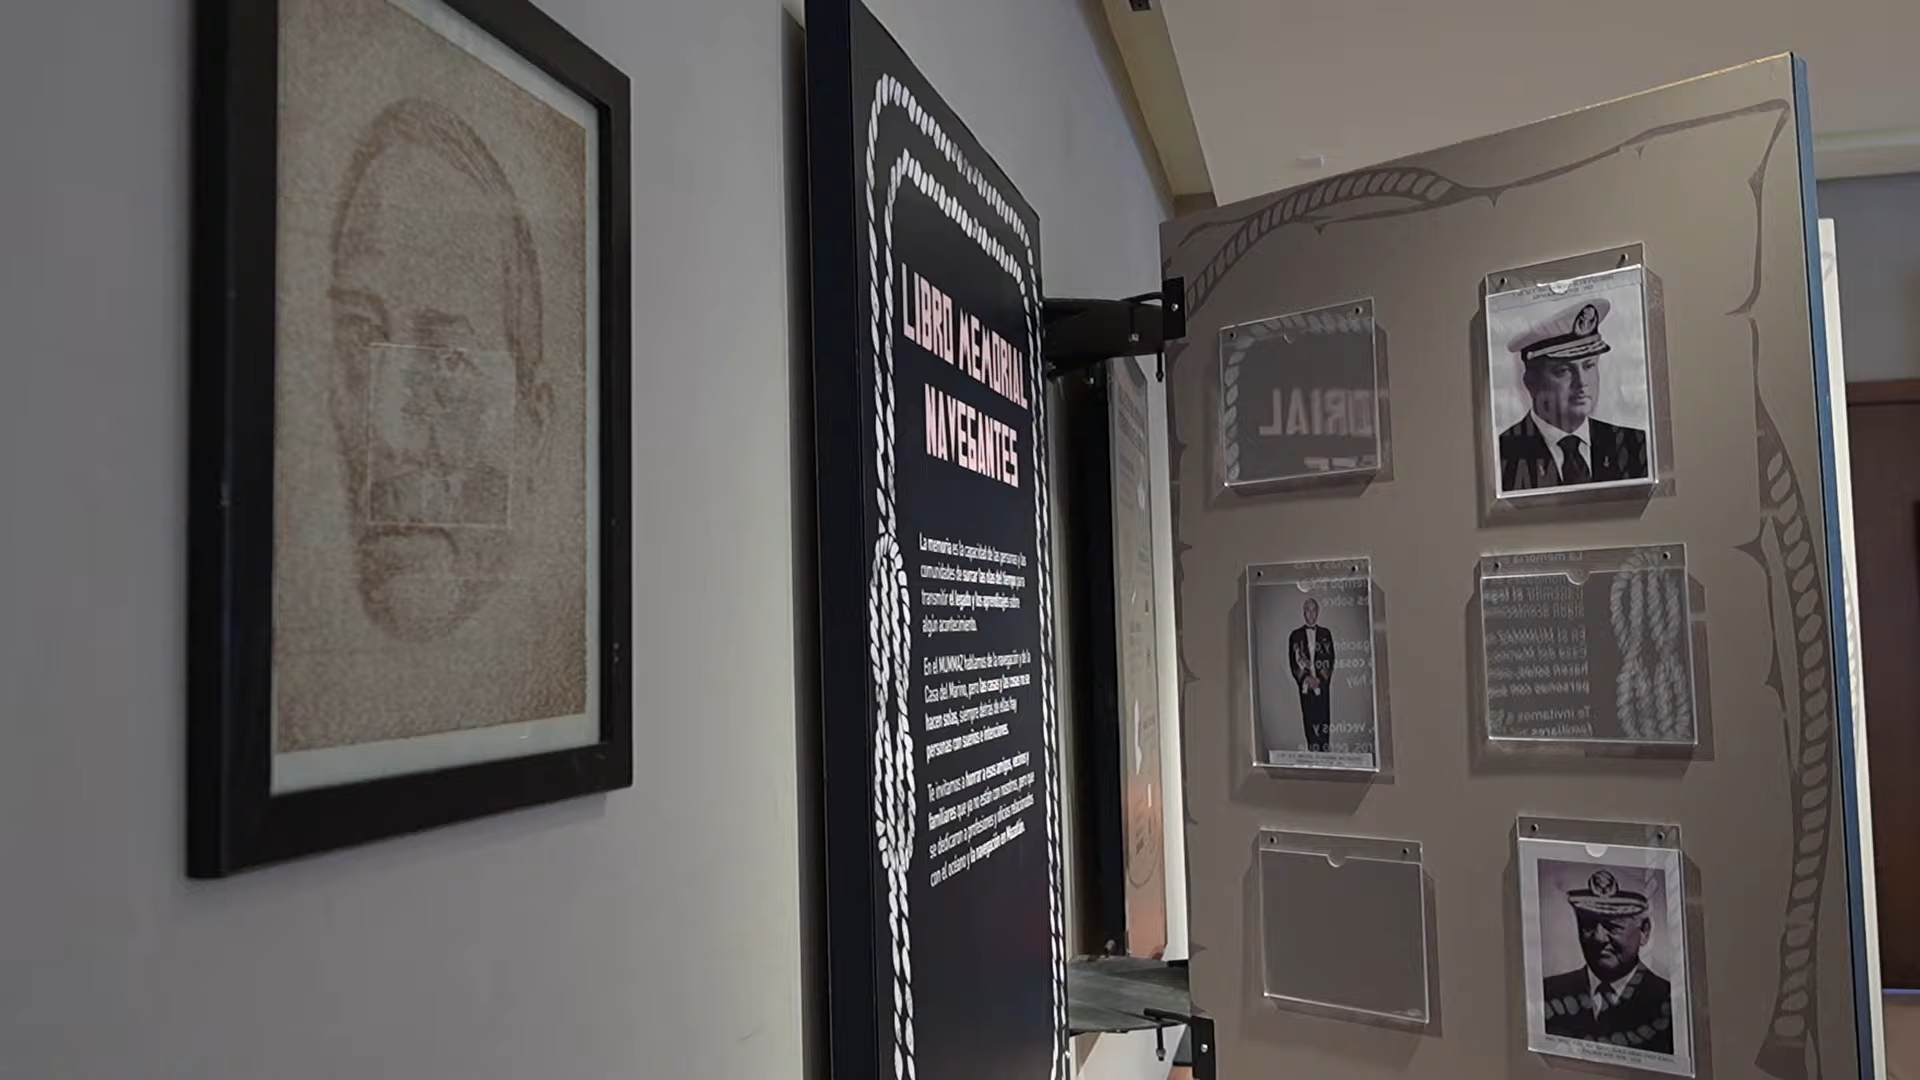 LIBRO MEMORIAL
NAVEGANTES
La memoria es la capacidad de las personas y las
comunidades de surcar las olas del tiempo para
transmitir el legado y los aprendizajes sobre
algún acontecimiento.
En el MUMMAZ hablamos de la navegación y de la
Casa del Marino, pero las casas y las cosas no se
hacen solas, siempre detrás de ellas hay
personas con sueños e intenciones.
Te invitamos a honrar a esos amigos, vecinos y
familiares que ya no están con nosotros, pero que
se dedicaron a profesiones y oficios relacionados
con el océano y la navegación en Mazatlán.